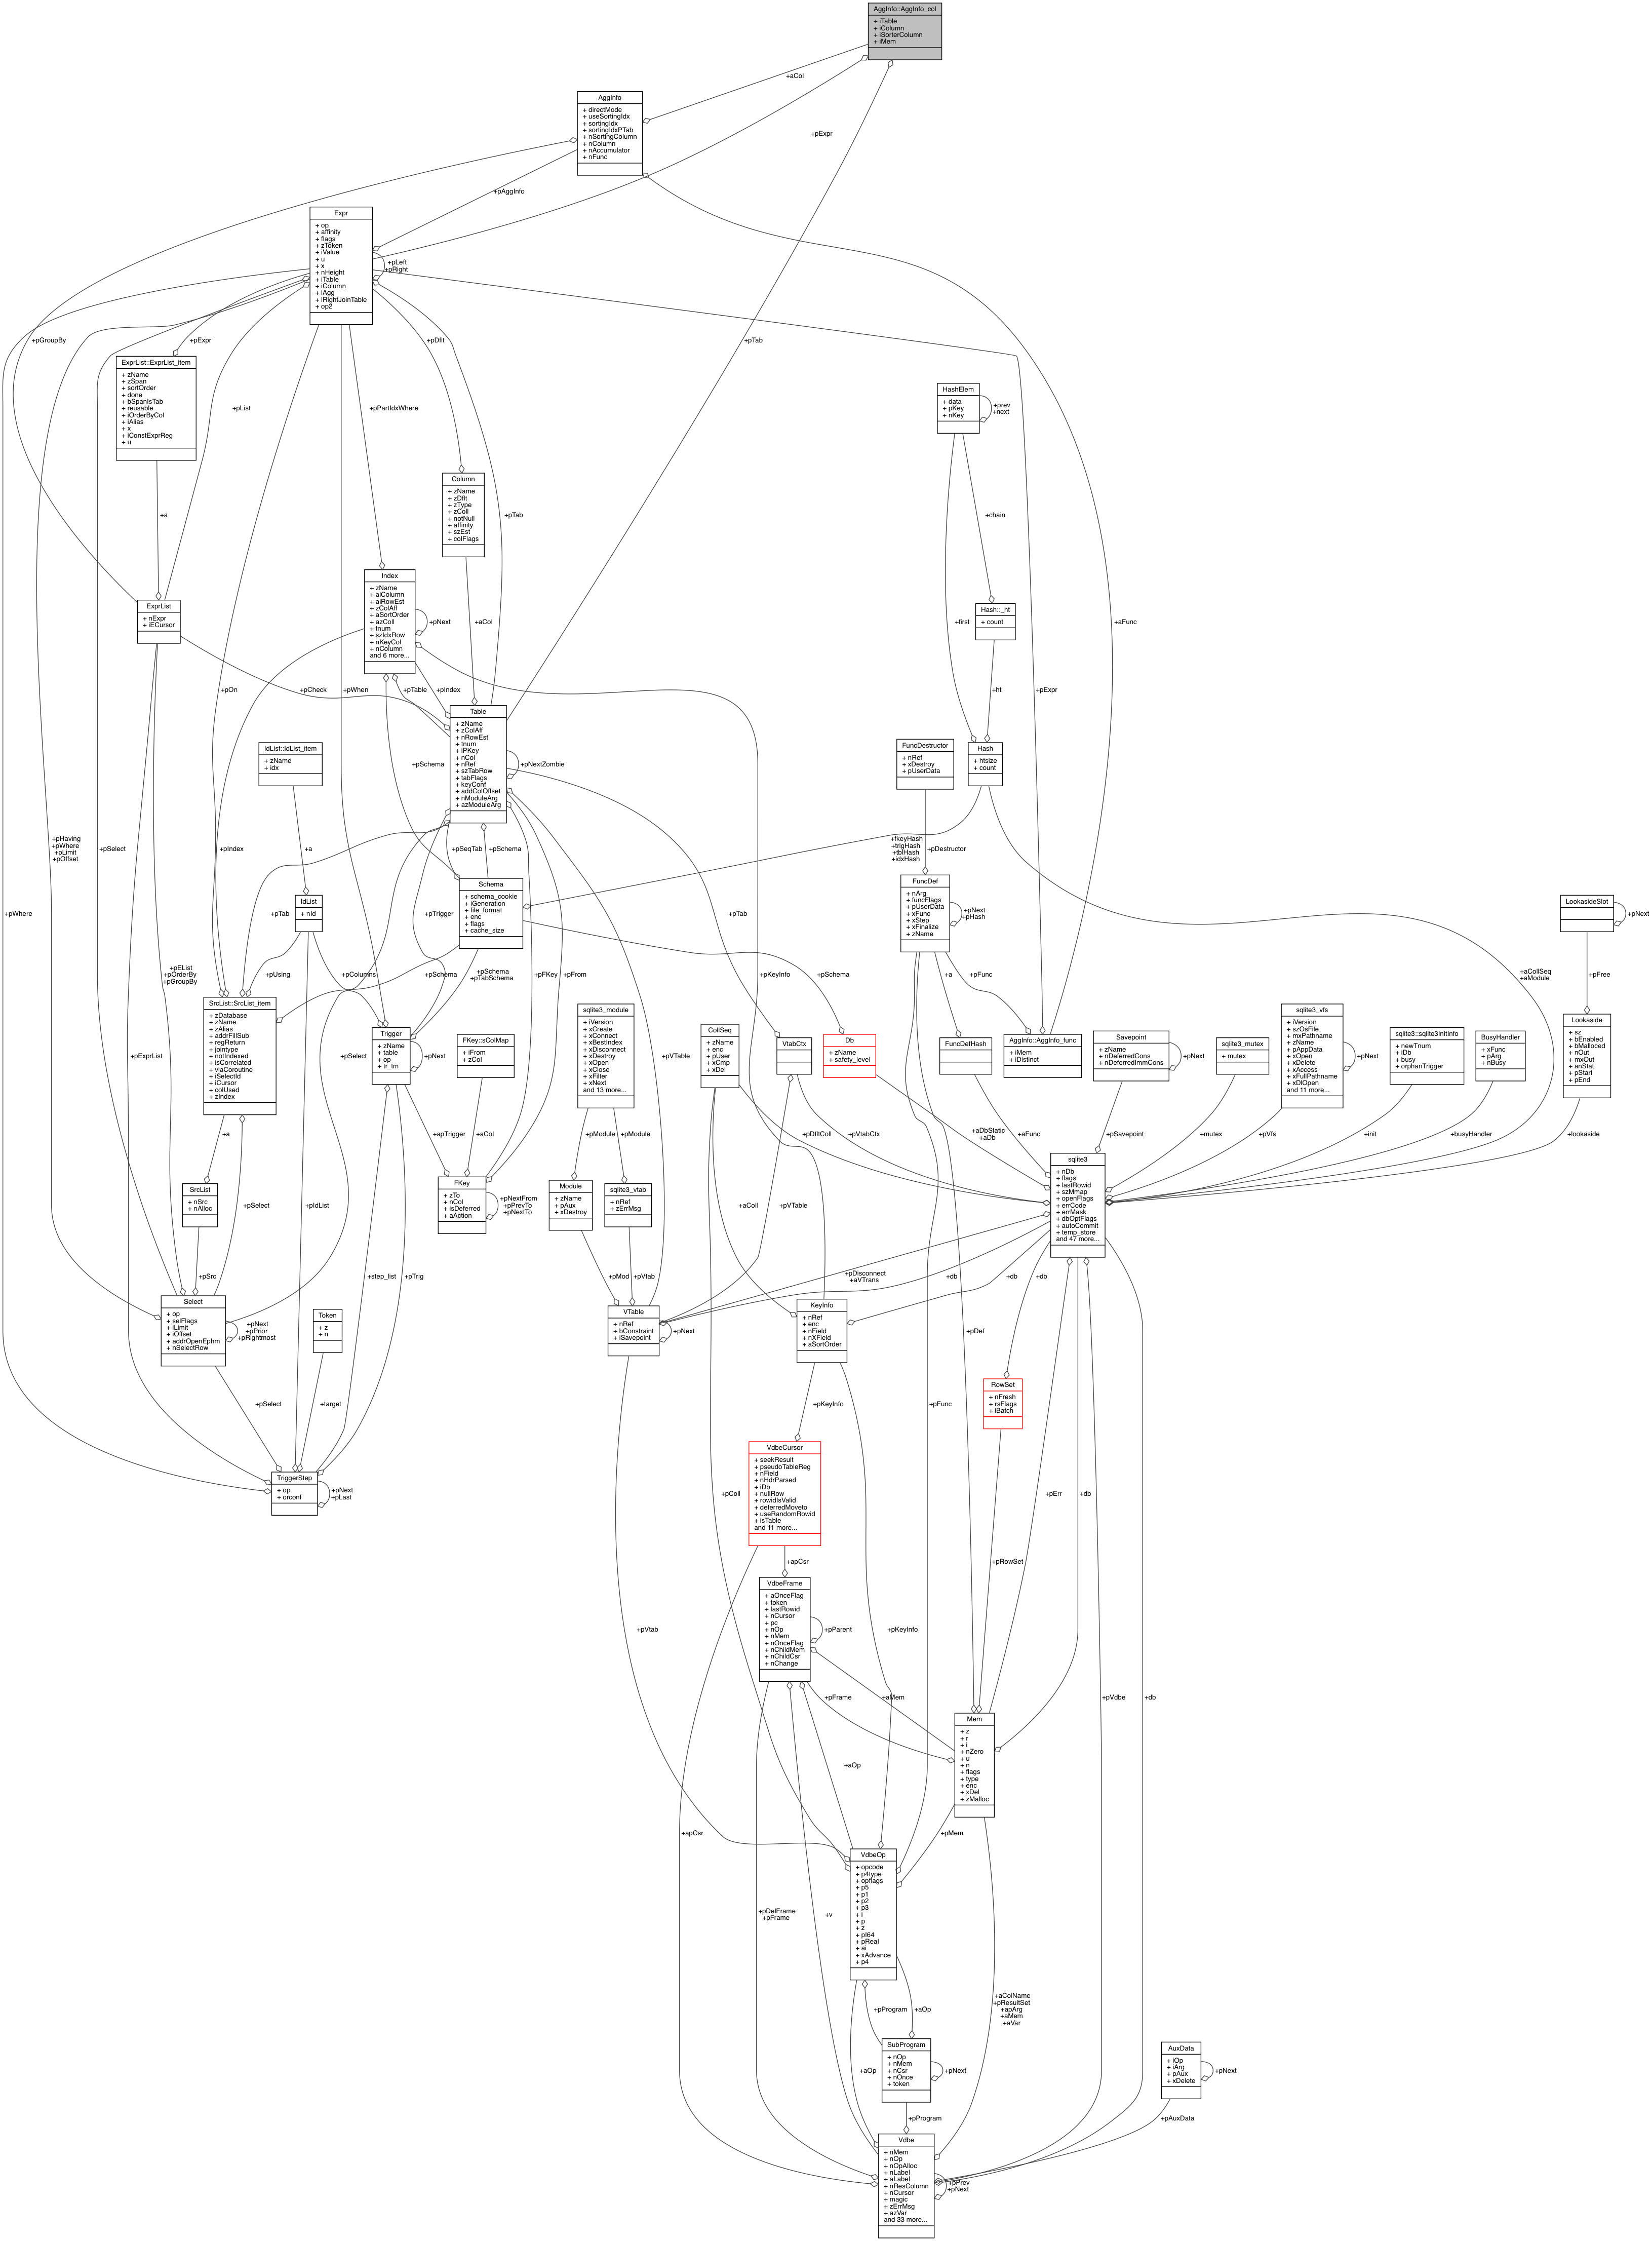 AggInfo::AggInfo_col
+ iTable
+ iColumn
+ iSorterColumn
+ iMem
+aCol
AggInfo
+ directMode
+ useSortingIdx
+ sortingIdx
+ sortingIdxPTab
+ nSortingColumn
+ nColumn
+ nAccumulator
+ nFunc
+pExpr
+pAggInfo
Expr
+ op
+ affinity
+ flags
+ zToken
+ iValue
+ u
+ x
+ nHeight
+ iTable
+ iColumn
+ iAgg
+ iRightJoinTable
+ op2
+pLeft
+pRight
+pGroupBy
+pExpr
+pDflt
+pTab
ExprList::ExprList_item
+ zName
+ zSpan
+ sortOrder
+ done
+ bSpanIsTab
+ reusable
+ iOrderByCol
+ iAlias
+ x
+ iConstExprReg
+ u
+pList
+pPartIdxWhere
HashElem
+ data
+ pKey
+ nKey
+prev
+next
Column
+ zName
+ zDflt
+ zType
+ zColl
+ notNull
+ affinity
+ szEst
+ colFlags
+pTab
+a
+chain
Index
+ zName
+ aiColumn
+ aiRowEst
+ zColAff
+ aSortOrder
+ azColl
+ tnum
+ szIdxRow
+ nKeyCol
+ nColumn
and 6 more...
+pNext
ExprList
+ nExpr
+ iECursor
+aCol
Hash::_ht
+ count
+first
+aFunc
+pOn
+pCheck
+pWhen
+pTable
+pIndex
+pExpr
+ht
Table
+ zName
+ zColAff
+ nRowEst
+ tnum
+ iPKey
+ nCol
+ nRef
+ szTabRow
+ tabFlags
+ keyConf
+ addColOffset
+ nModuleArg
+ azModuleArg
+pNextZombie
IdList::IdList_item
+ zName
+ idx
+pSchema
FuncDestructor
+ nRef
+ xDestroy
+ pUserData
Hash
+ htsize
+ count
+pHaving
+pWhere
+pLimit
+pOffset
+pSelect
+pIndex
+a
+pSeqTab
+pSchema
+fkeyHash
+trigHash
+tblHash
+idxHash
+pDestructor
Schema
+ schema_cookie
+ iGeneration
+ file_format
+ enc
+ flags
+ cache_size
FuncDef
+ nArg
+ funcFlags
+ pUserData
+ xFunc
+ xStep
+ xFinalize
+ zName
+pNext
+pHash
LookasideSlot
+pNext
IdList
+ nId
+pWhere
+pTab
+pTrigger
+pTab
+pEList
+pOrderBy
+pGroupBy
+pUsing
+pColumns
+pSchema
+pSchema
+pTabSchema
+pFKey
+pFrom
+pKeyInfo
+pSchema
+a
+pFunc
+aCollSeq
+aModule
+pFree
SrcList::SrcList_item
+ zDatabase
+ zName
+ zAlias
+ addrFillSub
+ regReturn
+ jointype
+ notIndexed
+ isCorrelated
+ viaCoroutine
+ iSelectId
+ iCursor
+ colUsed
+ zIndex
Trigger
+ zName
+ table
+ op
+ tr_tm
+pNext
FKey::sColMap
+ iFrom
+ zCol
sqlite3_module
+ iVersion
+ xCreate
+ xConnect
+ xBestIndex
+ xDisconnect
+ xDestroy
+ xOpen
+ xClose
+ xFilter
+ xNext
and 13 more...
CollSeq
+ zName
+ enc
+ pUser
+ xCmp
+ xDel
VtabCtx
Db
+ zName
+ safety_level
FuncDefHash
AggInfo::AggInfo_func
+ iMem
+ iDistinct
Savepoint
+ zName
+ nDeferredCons
+ nDeferredImmCons
+pNext
sqlite3_mutex
+ mutex
sqlite3_vfs
+ iVersion
+ szOsFile
+ mxPathname
+ zName
+ pAppData
+ xOpen
+ xDelete
+ xAccess
+ xFullPathname
+ xDlOpen
and 11 more...
+pNext
sqlite3::sqlite3InitInfo
+ newTnum
+ iDb
+ busy
+ orphanTrigger
BusyHandler
+ xFunc
+ pArg
+ nBusy
Lookaside
+ sz
+ bEnabled
+ bMalloced
+ nOut
+ mxOut
+ anStat
+ pStart
+ pEnd
+pExprList
+pSelect
+pVTable
+a
+apTrigger
+aCol
+pModule
+pModule
+pDfltColl
+pVtabCtx
+aDbStatic
+aDb
+aFunc
+pSavepoint
+mutex
+pVfs
+init
+busyHandler
+lookaside
sqlite3
+ nDb
+ flags
+ lastRowid
+ szMmap
+ openFlags
+ errCode
+ errMask
+ dbOptFlags
+ autoCommit
+ temp_store
and 47 more...
SrcList
+ nSrc
+ nAlloc
+pSelect
+pIdList
FKey
+ zTo
+ nCol
+ isDeferred
+ aAction
+pNextFrom
+pPrevTo
+pNextTo
Module
+ zName
+ pAux
+ xDestroy
sqlite3_vtab
+ nRef
+ zErrMsg
+aColl
+pVTable
+pSrc
+step_list
+pTrig
+pMod
+pVtab
+pDisconnect
+aVTrans
+db
+db
+db
Select
+ op
+ selFlags
+ iLimit
+ iOffset
+ addrOpenEphm
+ nSelectRow
+pNext
+pPrior
+pRightmost
Token
+ z
+ n
VTable
+ nRef
+ bConstraint
+ iSavepoint
+pNext
KeyInfo
+ nRef
+ enc
+ nField
+ nXField
+ aSortOrder
+pDef
RowSet
+ nFresh
+ rsFlags
+ iBatch
+pSelect
+target
+pKeyInfo
+pFunc
TriggerStep
+ op
+ orconf
+pNext
+pLast
VdbeCursor
+ seekResult
+ pseudoTableReg
+ nField
+ nHdrParsed
+ iDb
+ nullRow
+ rowidIsValid
+ deferredMoveto
+ useRandomRowid
+ isTable
and 11 more...
+pColl
+pErr
+db
+apCsr
+pRowSet
VdbeFrame
+ aOnceFlag
+ token
+ lastRowid
+ nCursor
+ pc
+ nOp
+ nMem
+ nOnceFlag
+ nChildMem
+ nChildCsr
+ nChange
+pParent
+pVtab
+pKeyInfo
+pFrame
+aMem
+pVdbe
+db
Mem
+ z
+ r
+ i
+ nZero
+ u
+ n
+ flags
+ type
+ enc
+ xDel
+ zMalloc
+aOp
+apCsr
+pMem
VdbeOp
+ opcode
+ p4type
+ opflags
+ p5
+ p1
+ p2
+ p3
+ i
+ p
+ z
+ pI64
+ pReal
+ ai
+ xAdvance
+ p4
+pDelFrame
+pFrame
+v
+pProgram
+aOp
+aColName
+pResultSet
+apArg
+aMem
+aVar
SubProgram
+ nOp
+ nMem
+ nCsr
+ nOnce
+ token
+pNext
AuxData
+ iOp
+ iArg
+ pAux
+ xDelete
+pNext
+aOp
+pProgram
+pAuxData
Vdbe
+ nMem
+ nOp
+ nOpAlloc
+ nLabel
+ aLabel
+ nResColumn
+ nCursor
+ magic
+ zErrMsg
+ azVar
and 33 more...
+pPrev
+pNext